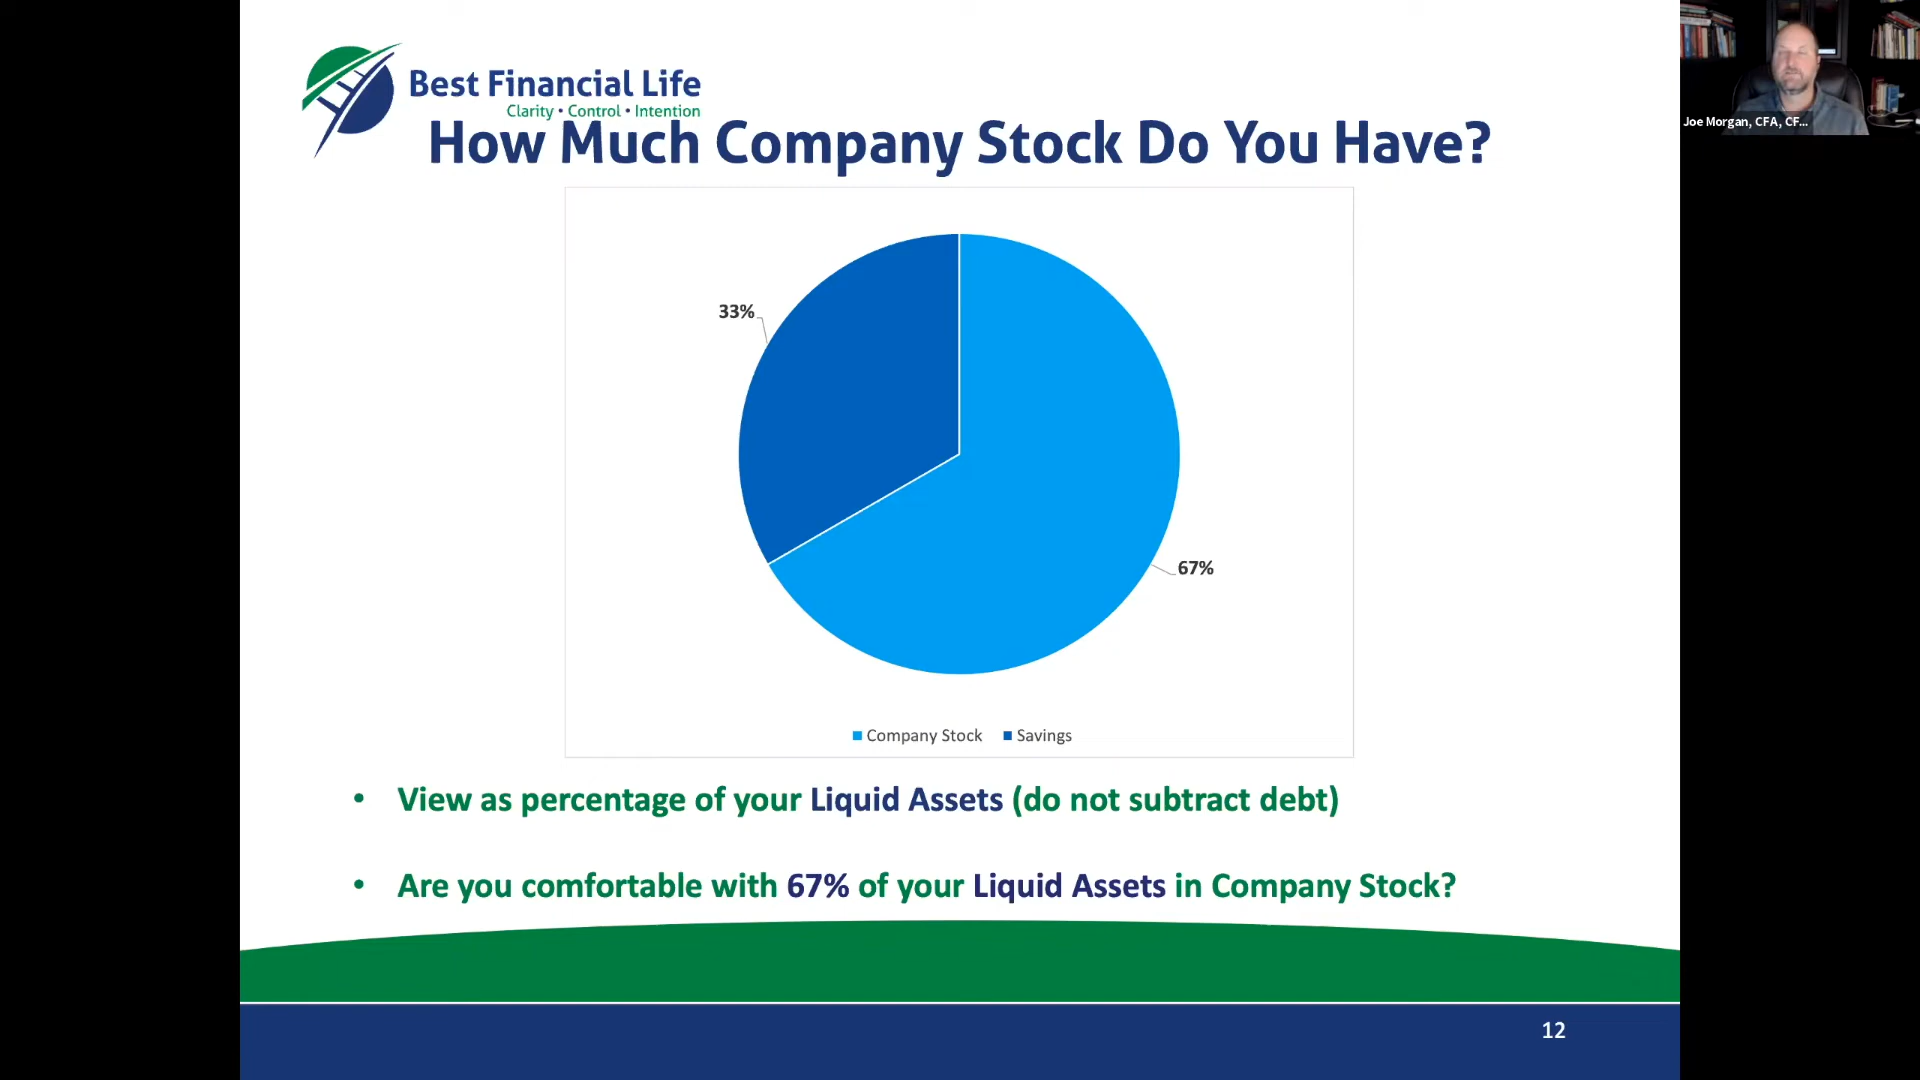 Best Financial Life
Clarity • Control • Intention
How Much Company Stock Do You Have?
33%
67%
Company Stock
Savings
• View as percentage of your Liquid Assets (do not subtract debt)
• Are you comfortable with 67% of your Liquid Assets in Company Stock?
12
Joe Morgan, CFA, CF...